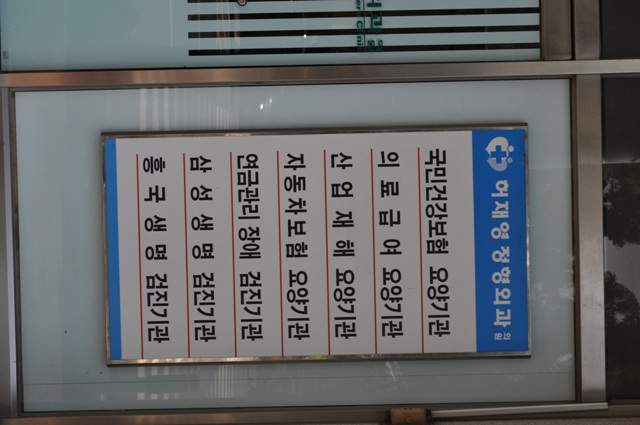 여재영 정형외과 의원
국민건강보험 요양기관
의료급여 요양기관
산업재해 요양기관
자동차보험 요양기관
연금관리 장애 검진기관
삼성생명 검진기관
흥국생명 검진기관